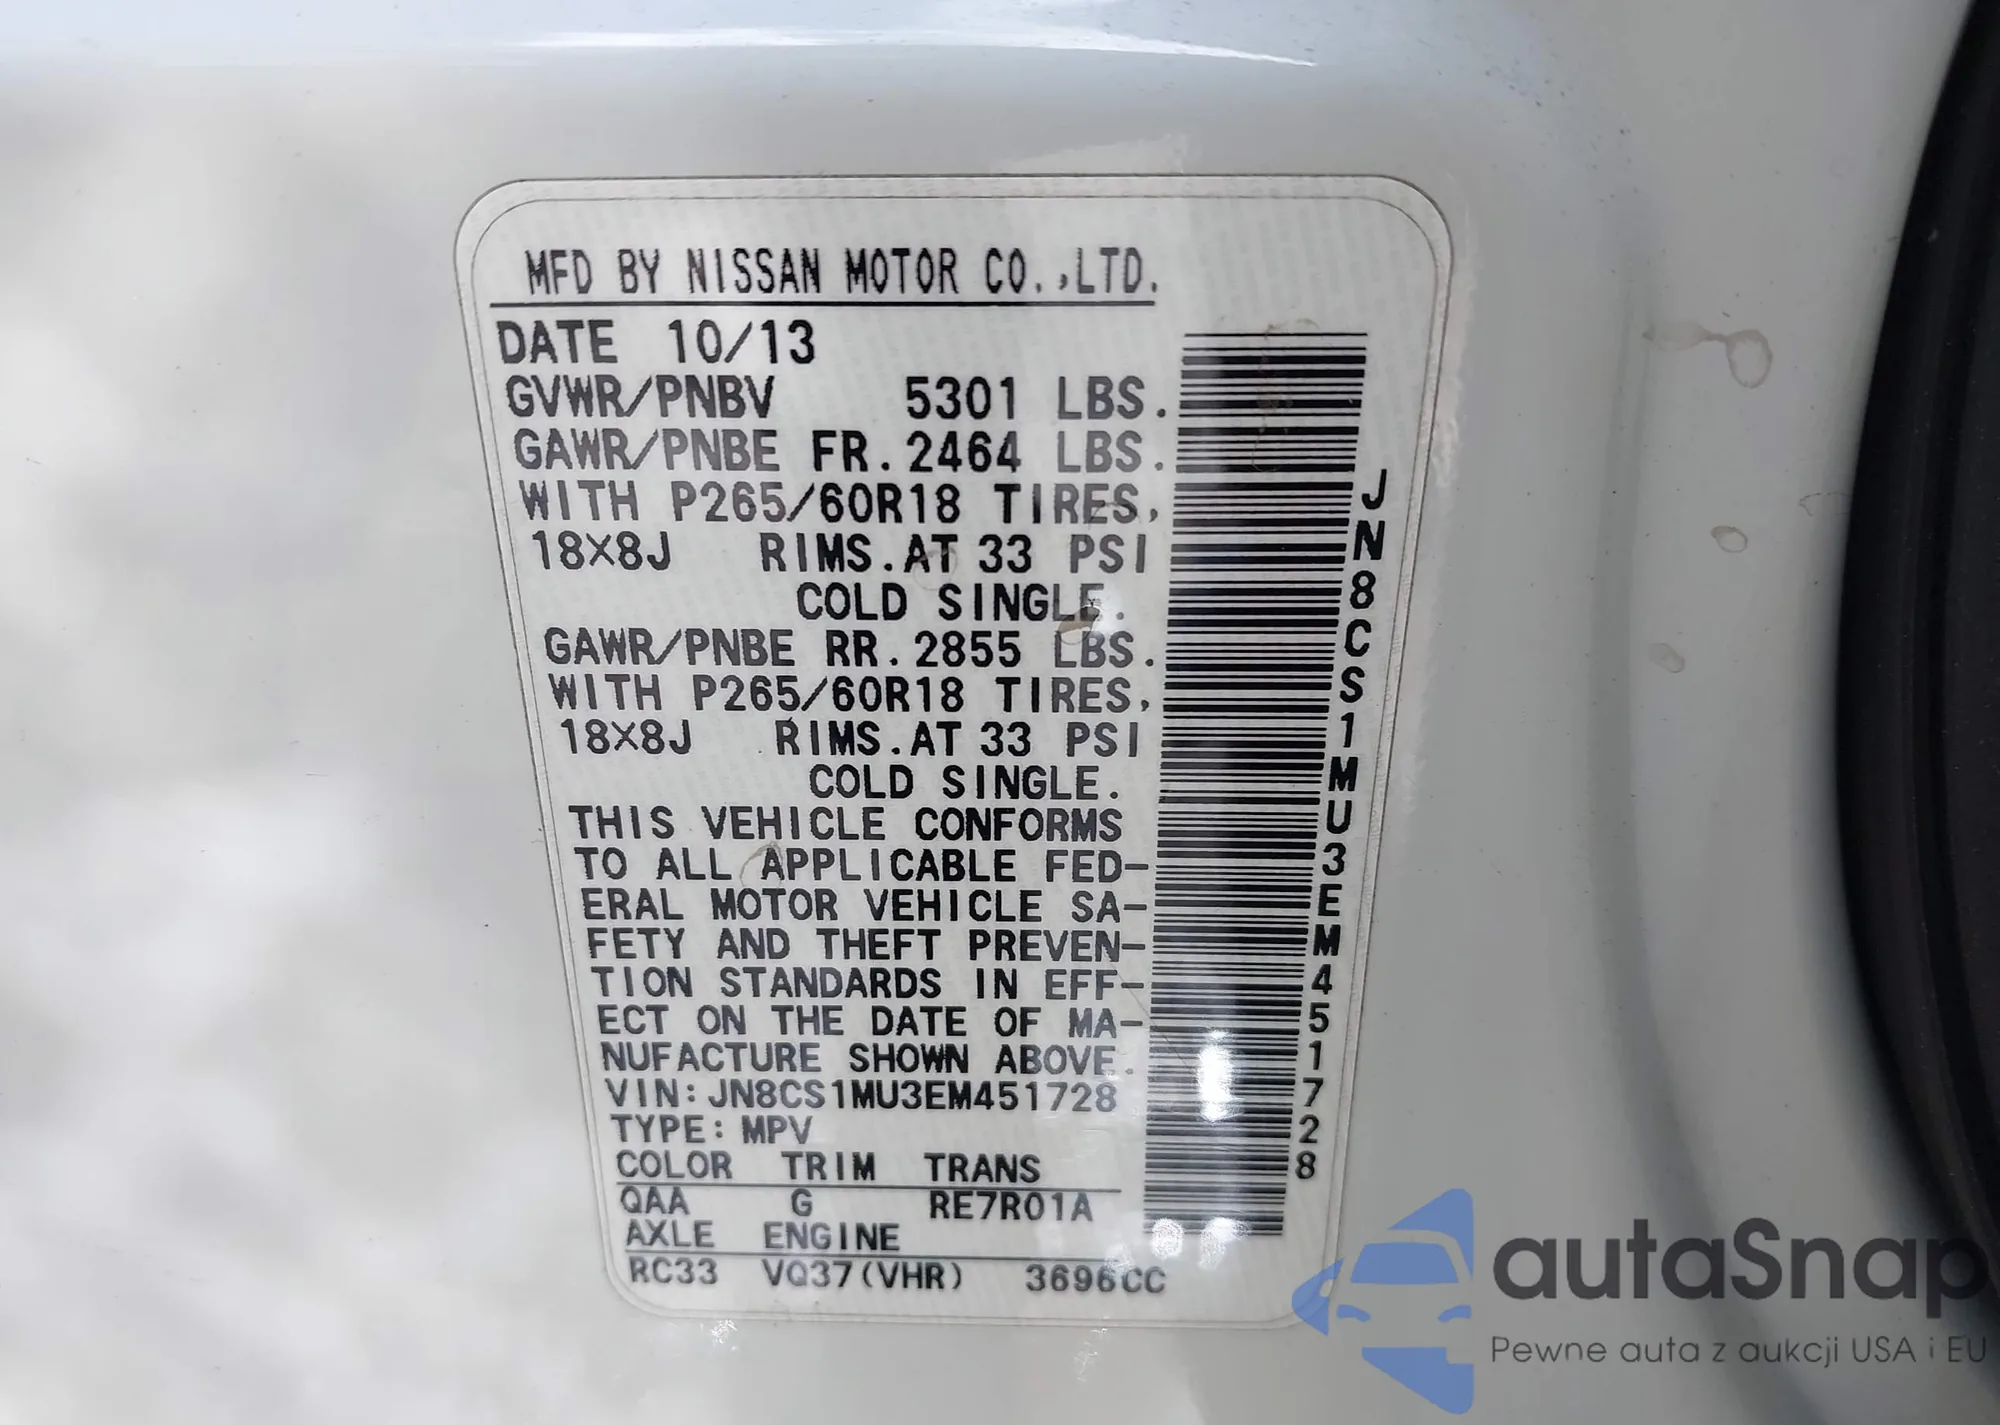 MFD BY NISSAN MOTOR CO.,LTD.
DATE 10/13
GVWR/PNBV 5301 LBS.
GAWR/PNBE FR.2464 LBS.
WITH P265/60R18 TIRES,
18X8J RIMS.AT 33 PSI
COLD SINGLE.
GAWR/PNBE RR.2855 LBS.
WITH P265/60R18 TIRES,
18X8J RIMS.AT 33 PSI
COLD SINGLE.
THIS VEHICLE CONFORMS
TO ALL APPLICABLE FED-
ERAL MOTOR VEHICLE SA-
FETY AND THEFT PREVEN-
TION STANDARDS IN EFF-
ECT ON THE DATE OF MA-
NUFACTURE SHOWN ABOVE.
VIN:JN8CS1MU3EM451728
TYPE:MPV
COLOR TRIM TRANS
QAA G RE7R01A
AXLE ENGINE
RC33 VQ37(VHR) 3696CC
JN8CS1MU3EM451728
autaSnap
Pewne auta z aukcji USA i EU